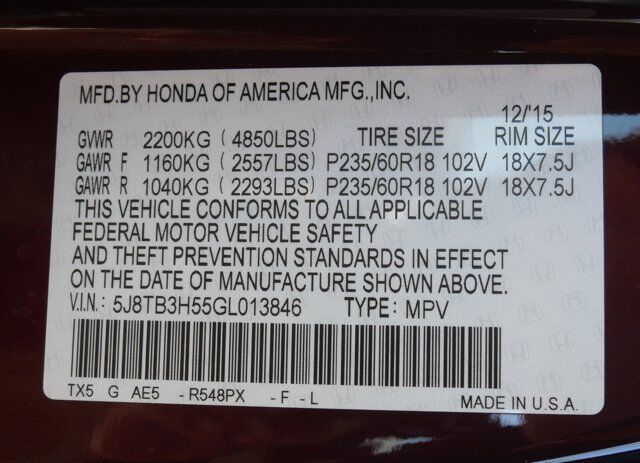 MFD.BY HONDA OF AMERICA MFG.,INC.
12/'15
GVWR 2200KG ( 4850LBS) TIRE SIZE RIM SIZE
GAWR F 1160KG ( 2557LBS) P235/60R18 102V 18X7.5J
GAWR R 1040KG ( 2293LBS) P235/60R18 102V 18X7.5J
THIS VEHICLE CONFORMS TO ALL APPLICABLE
FEDERAL MOTOR VEHICLE SAFETY
AND THEFT PREVENTION STANDARDS IN EFFECT
ON THE DATE OF MANUFACTURE SHOWN ABOVE.
V.I.N.: 5J8TB3H55GL013846 TYPE: MPV
TX5 G AE5 - R548PX - F - L
MADE IN U.S.A.